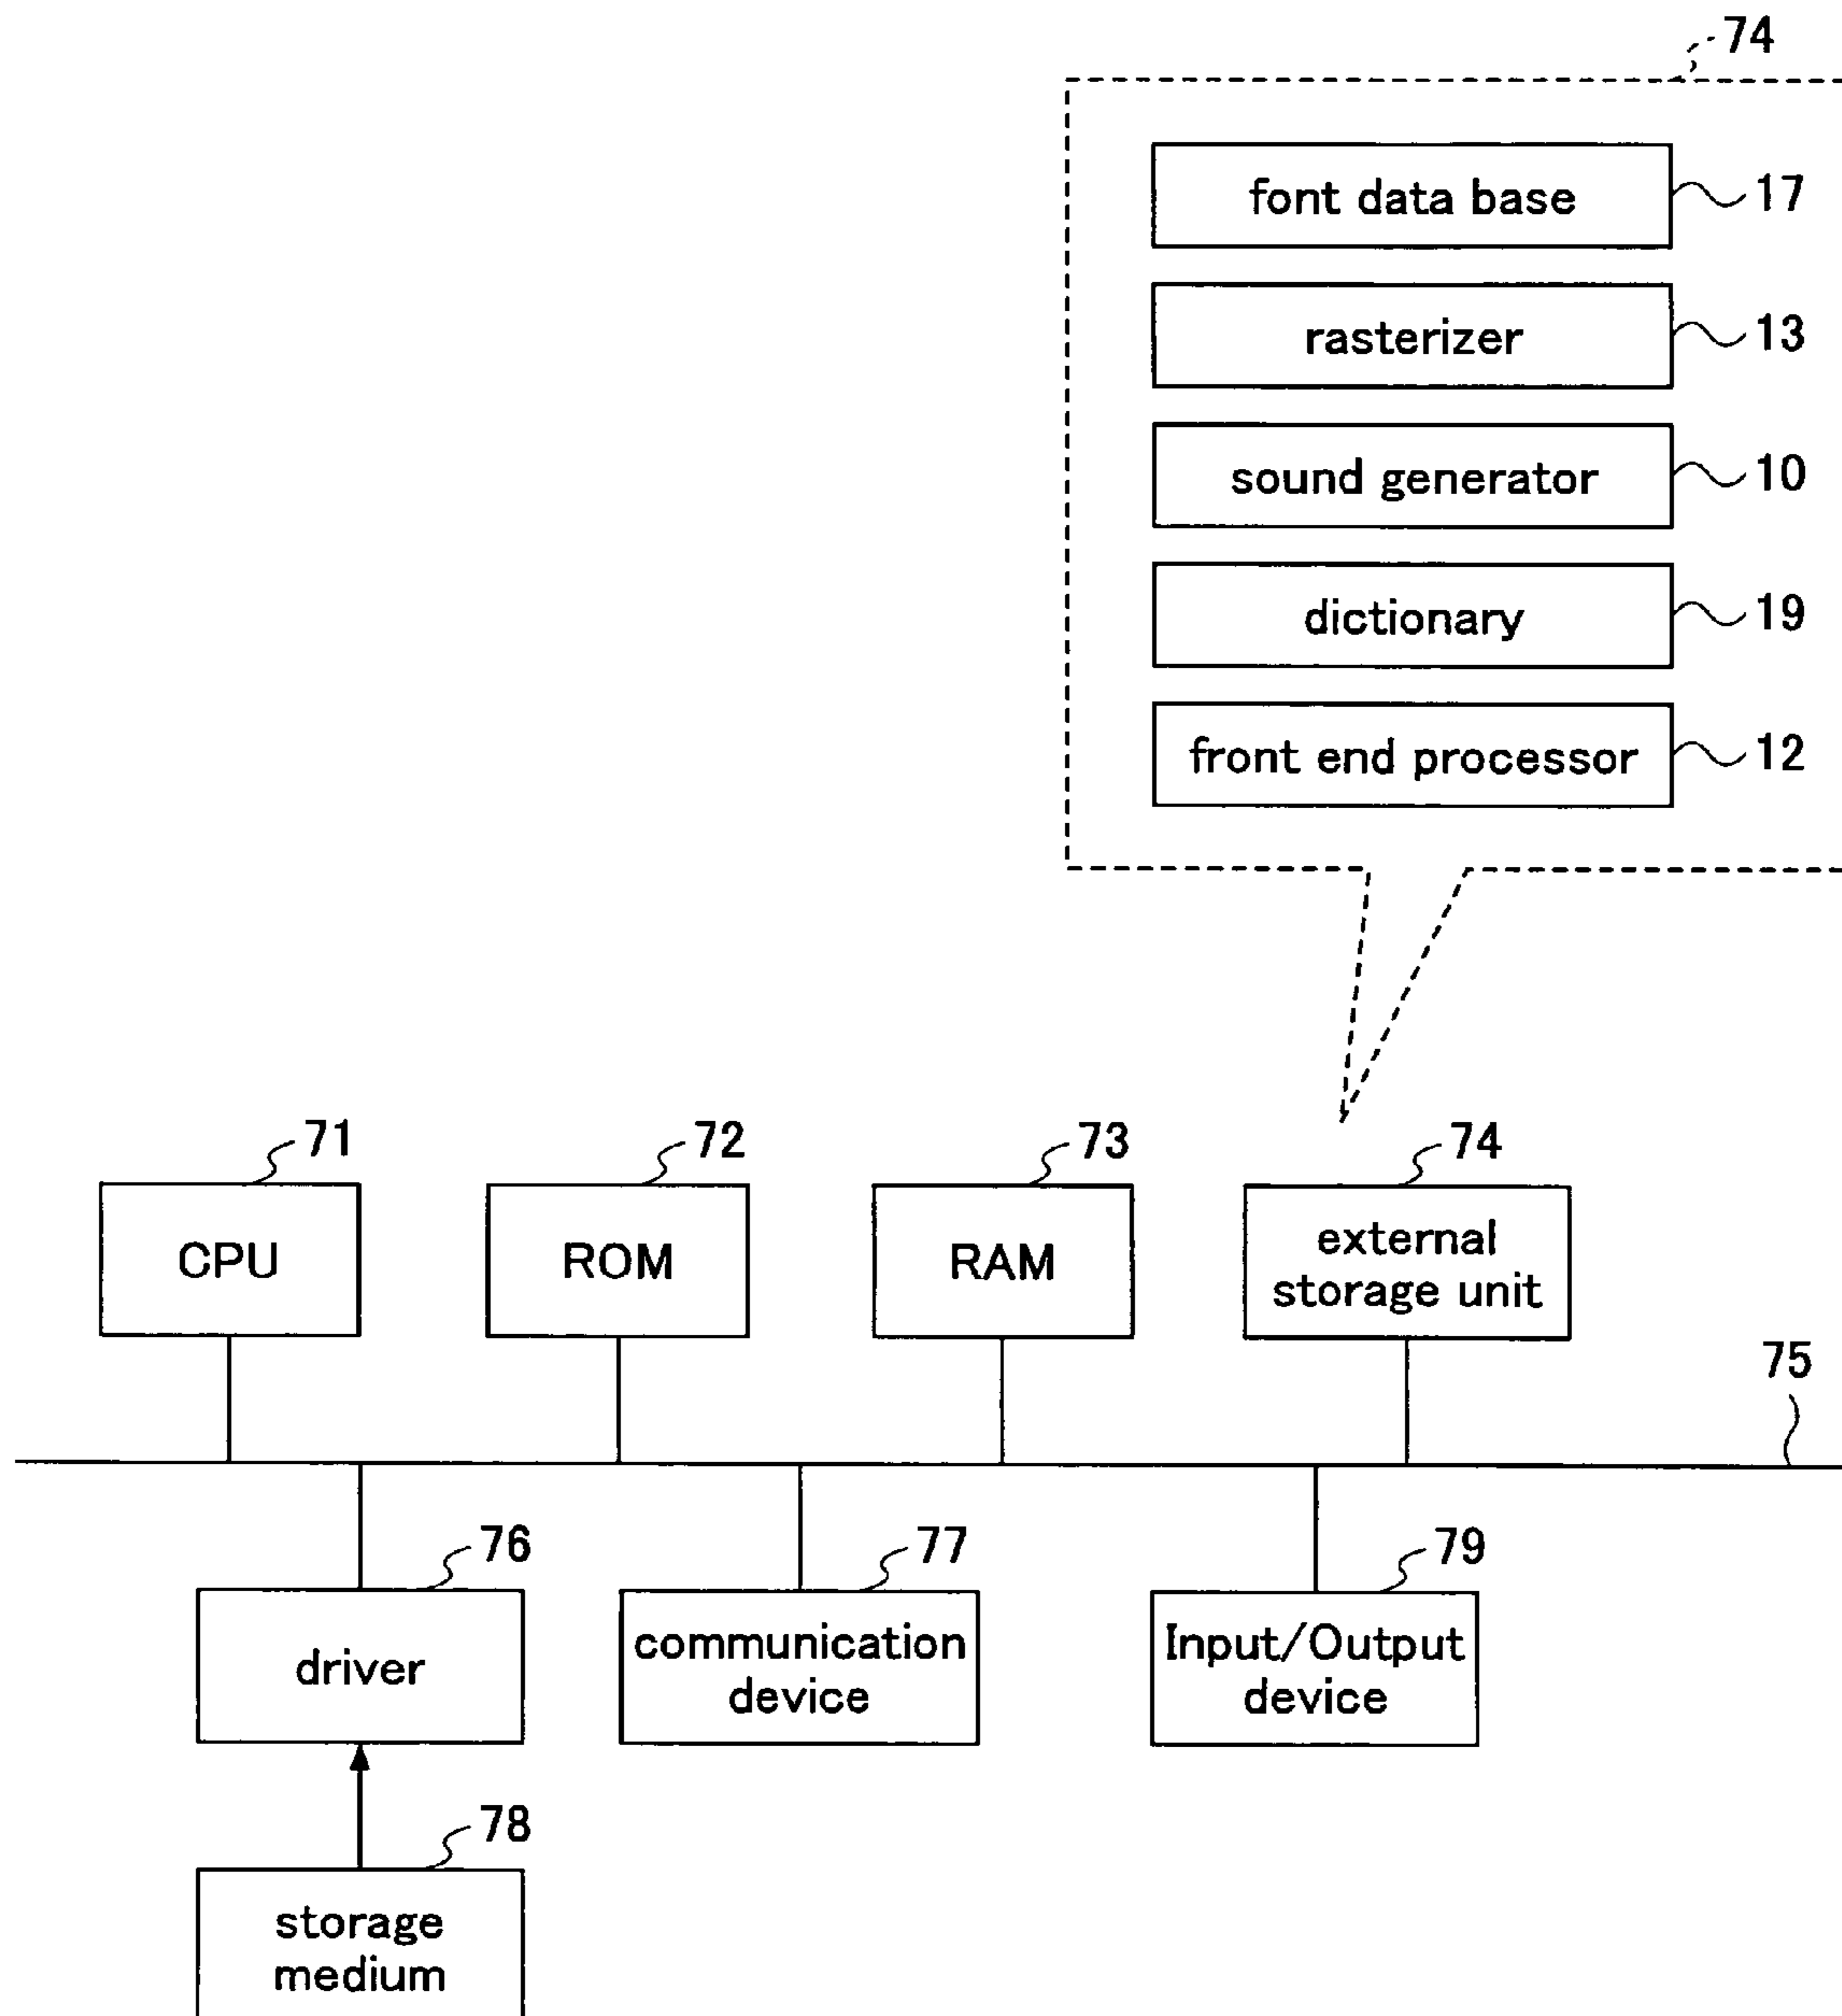 74
font data base
17
rasterizer
13
sound generator
10
dictionary
19
front end processor
12
71
72
73
74
CPU
ROM
RAM
external
storage unit
75
76
77
79
driver
communication
device
Input/Output
device
78
storage
medium